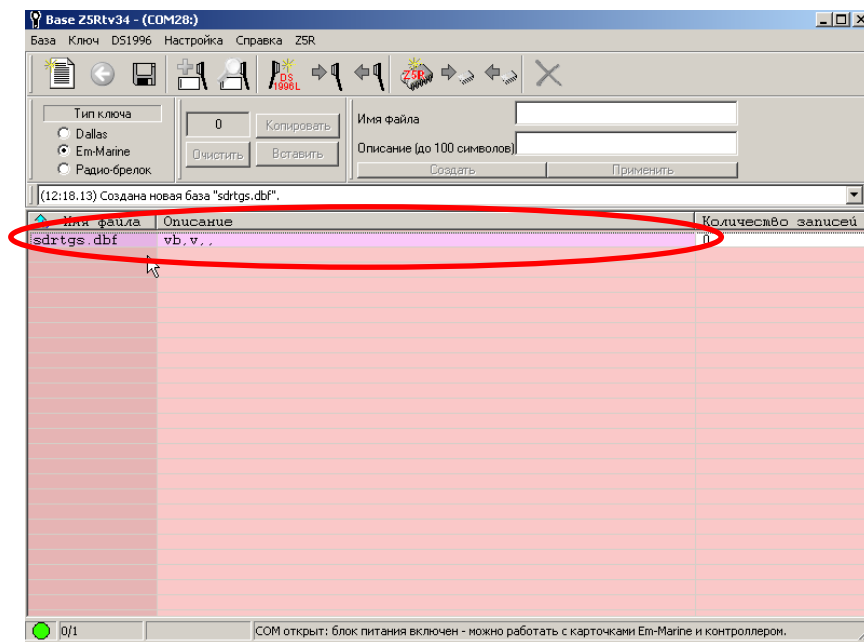 Base Z5Rtv34 - (COM28:)
База Ключ DS1996 Настройка Справка Z5R
DS
1996L
Z5R
Тип ключа
Dallas
Em-Marine
Радио-брелок
0
Копировать
Очистить
Вставить
Имя файла
Описание (до 100 символов)
Создать
Применить
(12:18.13) Создана новая база "sdrtgs.dbf".
Имя файла Описание Количество записей
sdrtgs.dbf vb,v,, 0
0/1
COM открыт: блок питания включен - можно работать с карточками Em-Marine и контроллером.